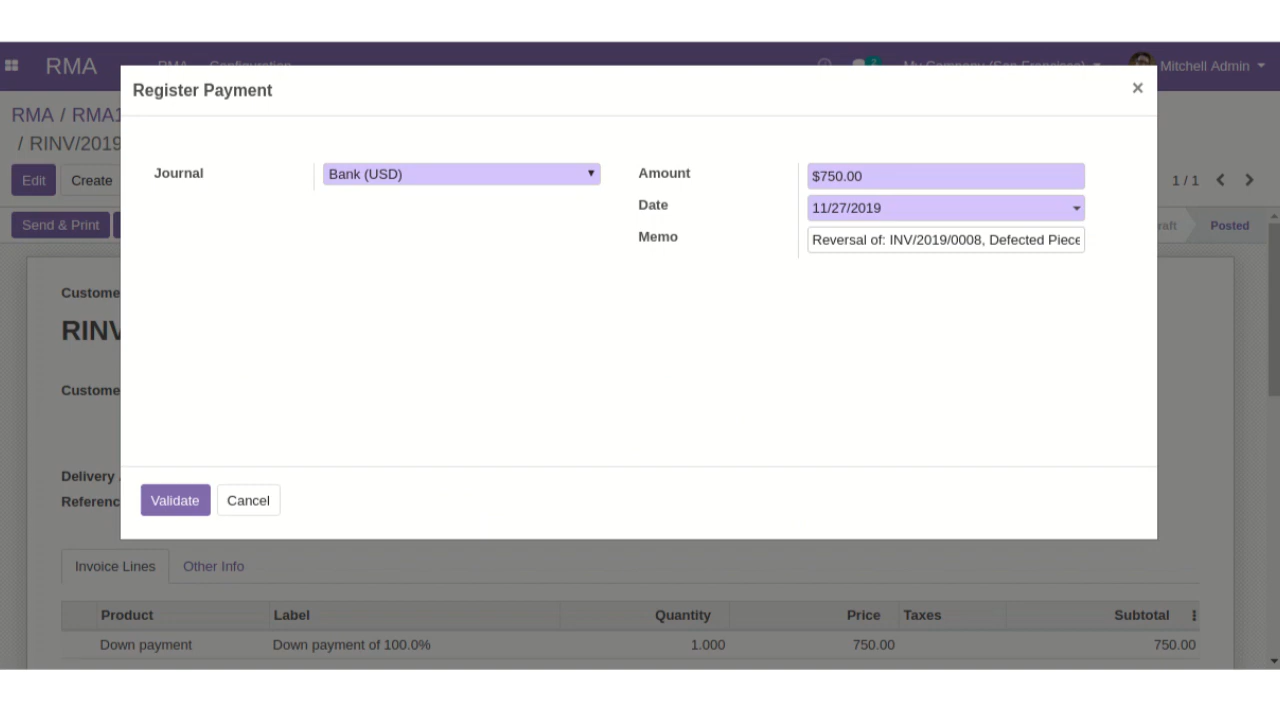 RMA
Mitchell Admin
Register Payment
×
RMA / RMA
/ RINV/2019
Edit
Create
1 / 1
Journal
Bank (USD)
Amount
$750.00
Date
11/27/2019
Memo
Reversal of: INV/2019/0008, Defected Piece
Send & Print
Posted
Custome
RINV
Custome
Delivery
Referenc
Validate
Cancel
Invoice Lines
Other Info
Product Label Quantity Price Taxes Subtotal
Down payment Down payment of 100.0% 1.000 750.00 750.00